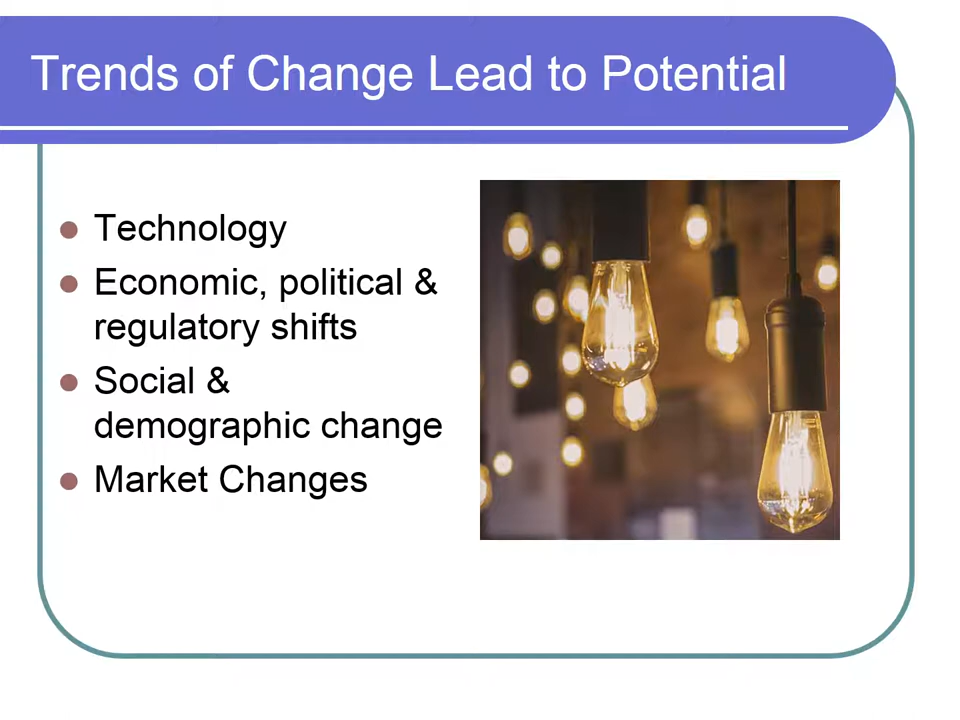 Trends of Change Lead to Potential
Technology
Economic, political &
regulatory shifts
Social &
demographic change
Market Changes